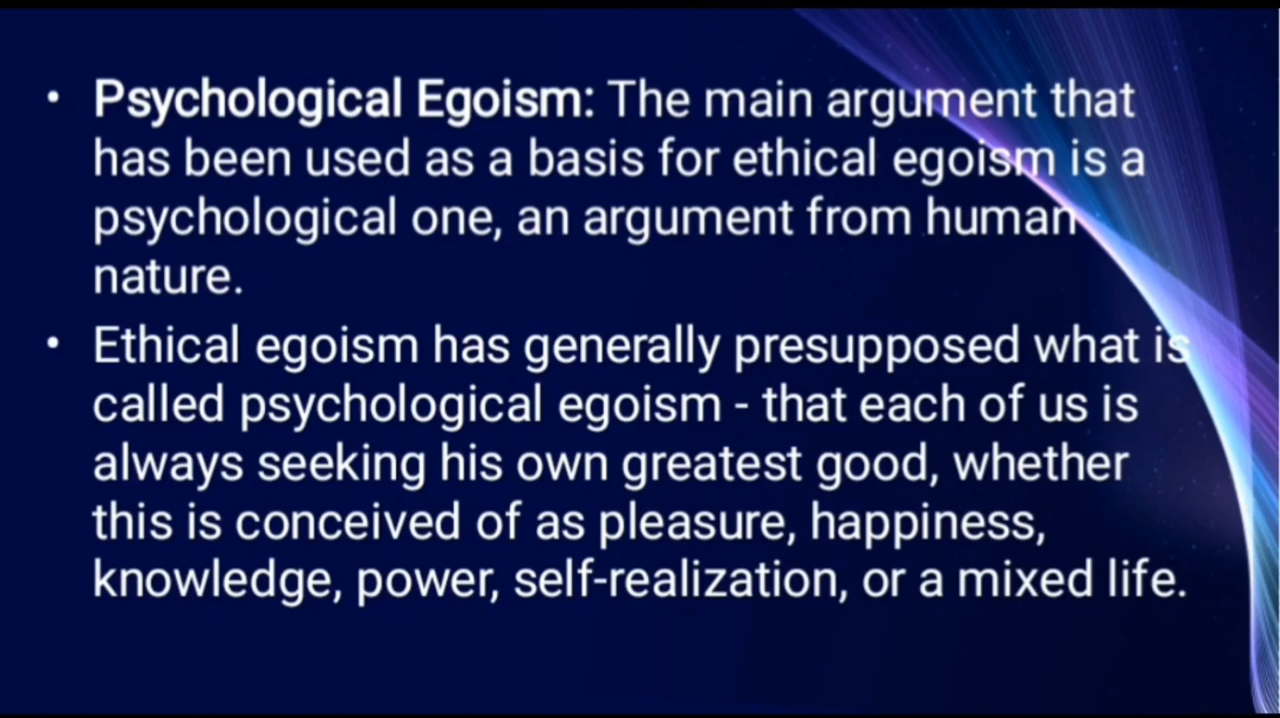 • Psychological Egoism: The main argument that
has been used as a basis for ethical egoism is a
psychological one, an argument from human
nature.
• Ethical egoism has generally presupposed what is
called psychological egoism - that each of us is
always seeking his own greatest good, whether
this is conceived of as pleasure, happiness,
knowledge, power, self-realization, or a mixed life.